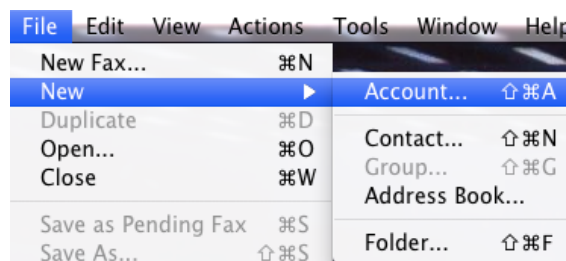 File Edit View Actions Tools Window Help
New Fax... ⌘N
New ▶
Duplicate ⌘D
Open... ⌘O
Close ⌘W
Save as Pending Fax ⌘S
Save As... ⇧⌘S
Account... ⇧⌘A
Contact... ⇧⌘N
Group... ⇧⌘G
Address Book...
Folder... ⇧⌘F